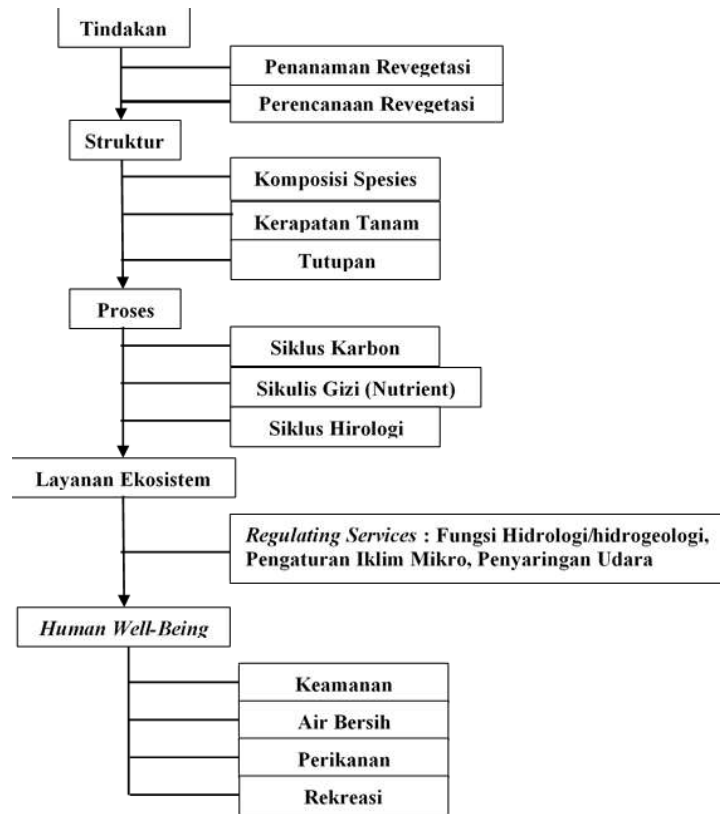 Tindakan
Penanaman Revegetasi
Perencanaan Revegetasi
Struktur
Komposisi Spesies
Kerapatan Tanam
Tutupan
Proses
Siklus Karbon
Sikulis Gizi (Nutrient)
Siklus Hirologi
Layanan Ekosistem
Regulating Services : Fungsi Hidrologi/hidrogeologi,
Pengaturan Iklim Mikro, Penyaringan Udara
Human Well-Being
Keamanan
Air Bersih
Perikanan
Rekreasi